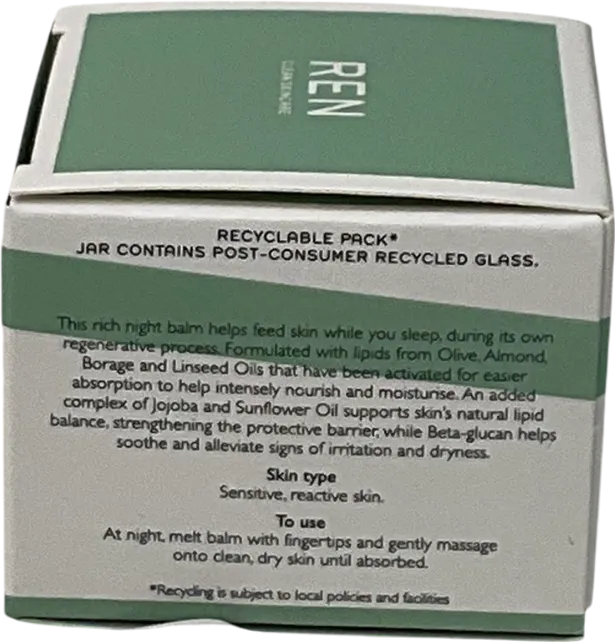 REN
CLEAN SKINCARE
RECYCLABLE PACK*
JAR CONTAINS POST-CONSUMER RECYCLED GLASS.
This rich night balm helps feed skin while you sleep, during its own
regenerative process. Formulated with lipids from Olive, Almond,
Borage and Linseed Oils that have been activated for easier
absorption to help intensely nourish and moisturise. An added
complex of Jojoba and Sunflower Oil supports skin's natural lipid
balance, strengthening the protective barrier, while Beta-glucan helps
soothe and alleviate signs of irritation and dryness.
Skin type
Sensitive, reactive skin.
To use
At night, melt balm with fingertips and gently massage
onto clean, dry skin until absorbed.
*Recycling is subject to local policies and facilities